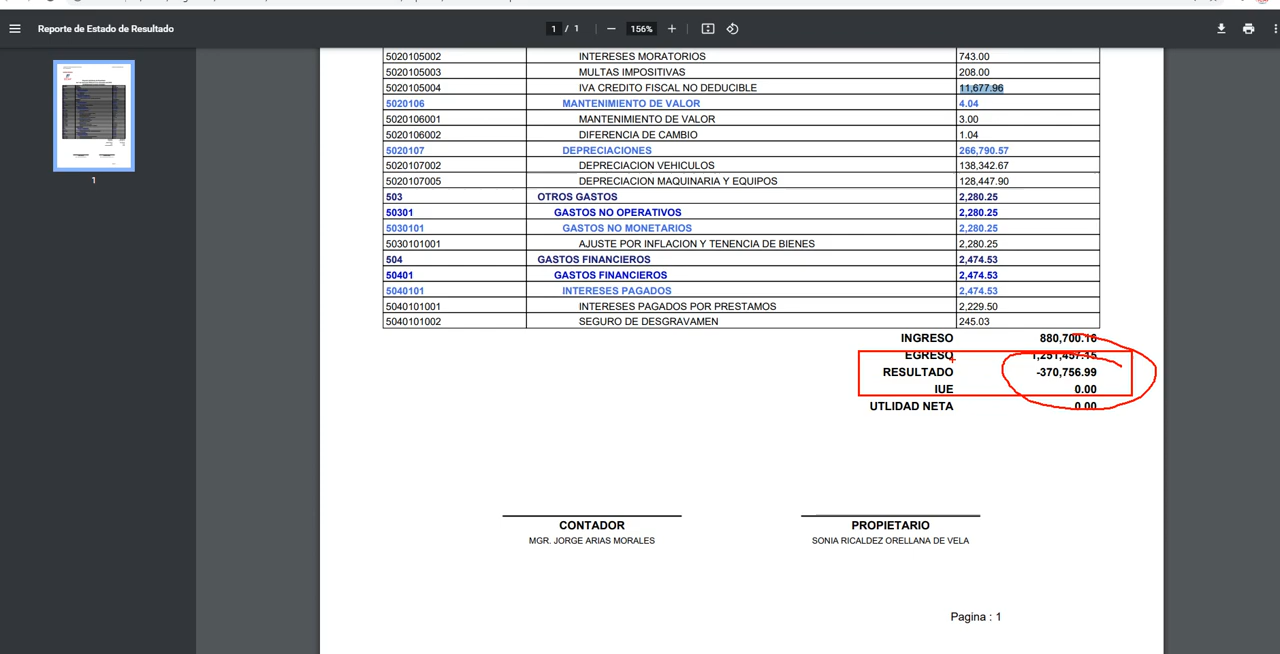 Reporte de Estado de Resultado
1 / 1
156%
1
5020105002 INTERESES MORATORIOS 743.00
5020105003 MULTAS IMPOSITIVAS 208.00
5020105004 IVA CREDITO FISCAL NO DEDUCIBLE 11,677.96
5020106 MANTENIMIENTO DE VALOR 4.04
5020106001 MANTENIMIENTO DE VALOR 3.00
5020106002 DIFERENCIA DE CAMBIO 1.04
5020107 DEPRECIACIONES 266,790.57
5020107002 DEPRECIACION VEHICULOS 138,342.67
5020107005 DEPRECIACION MAQUINARIA Y EQUIPOS 128,447.90
503 OTROS GASTOS 2,280.25
50301 GASTOS NO OPERATIVOS 2,280.25
5030101 GASTOS NO MONETARIOS 2,280.25
5030101001 AJUSTE POR INFLACION Y TENENCIA DE BIENES 2,280.25
504 GASTOS FINANCIEROS 2,474.53
50401 GASTOS FINANCIEROS 2,474.53
5040101 INTERESES PAGADOS 2,474.53
5040101001 INTERESES PAGADOS POR PRESTAMOS 2,229.50
5040101002 SEGURO DE DESGRAVAMEN 245.03
INGRESO 880,700.16
EGRESO 1,251,457.15
RESULTADO -370,756.99
IUE 0.00
UTLIDAD NETA 0.00
CONTADOR
MGR. JORGE ARIAS MORALES
PROPIETARIO
SONIA RICALDEZ ORELLANA DE VELA
Pagina : 1